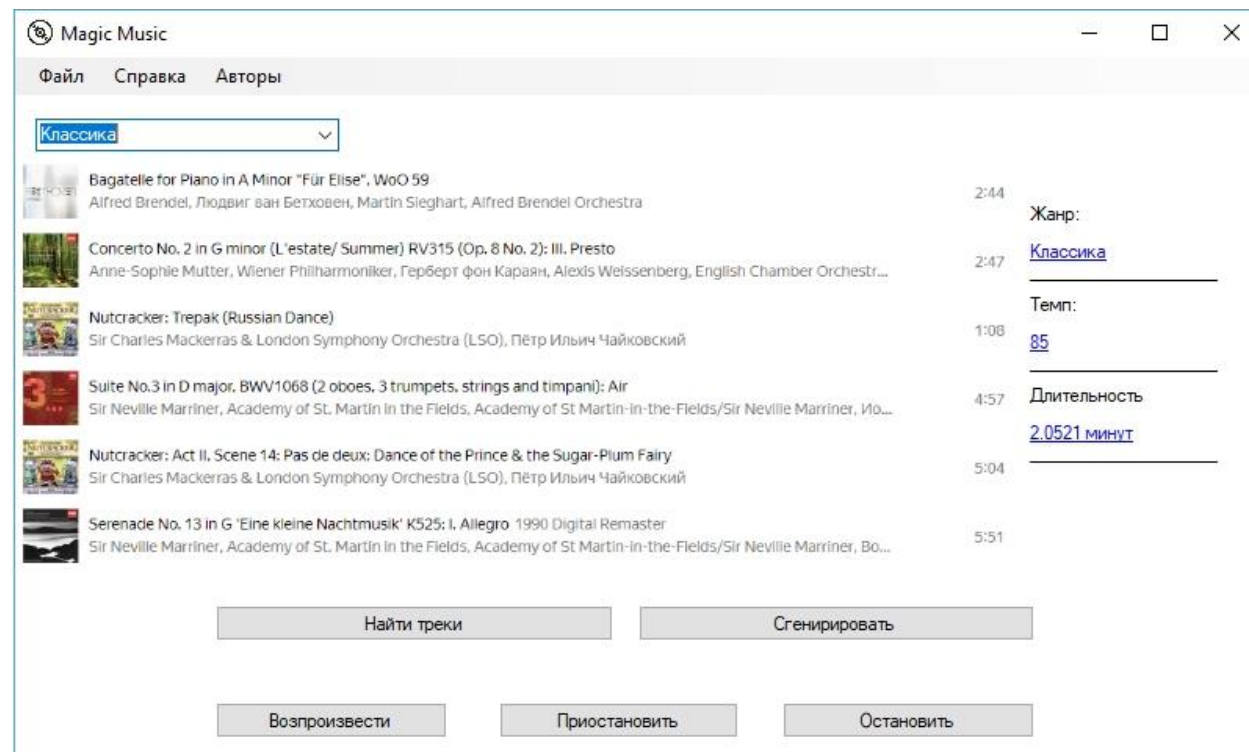 Magic Music
Файл Справка Авторы
Классика
Bagatelle for Piano in A Minor "Für Elise", WoO 59
Alfred Brendel, Людвиг ван Бетховен, Martin Sieghart, Alfred Brendel Orchestra
2:44
Concerto No. 2 in G minor (L'estate/ Summer) RV315 (Op. 8 No. 2): III. Presto
Anne-Sophie Mutter, Wiener Philharmoniker, Герберт фон Караян, Alexis Weissenberg, English Chamber Orchestr...
2:47
Nutcracker: Trepak (Russian Dance)
Sir Charles Mackerras & London Symphony Orchestra (LSO), Пётр Ильич Чайковский
1:08
Suite No.3 in D major, BWV1068 (2 oboes, 3 trumpets, strings and timpani): Air
Sir Neville Marriner, Academy of St. Martin in the Fields, Academy of St Martin-in-the-Fields/Sir Neville Marriner, Ио...
4:57
Nutcracker: Act II, Scene 14: Pas de deux: Dance of the Prince & the Sugar-Plum Fairy
Sir Charles Mackerras & London Symphony Orchestra (LSO), Пётр Ильич Чайковский
5:04
Serenade No. 13 in G 'Eine kleine Nachtmusik' K525: I. Allegro 1990 Digital Remaster
Sir Neville Marriner, Academy of St. Martin in the Fields, Academy of St Martin-in-the-Fields/Sir Neville Marriner, Во...
5:51
Жанр:
Классика
Темп:
85
Длительность
2.0521 минут
Найти треки
Сгенирировать
Возпроизвести
Приостановить
Остановить